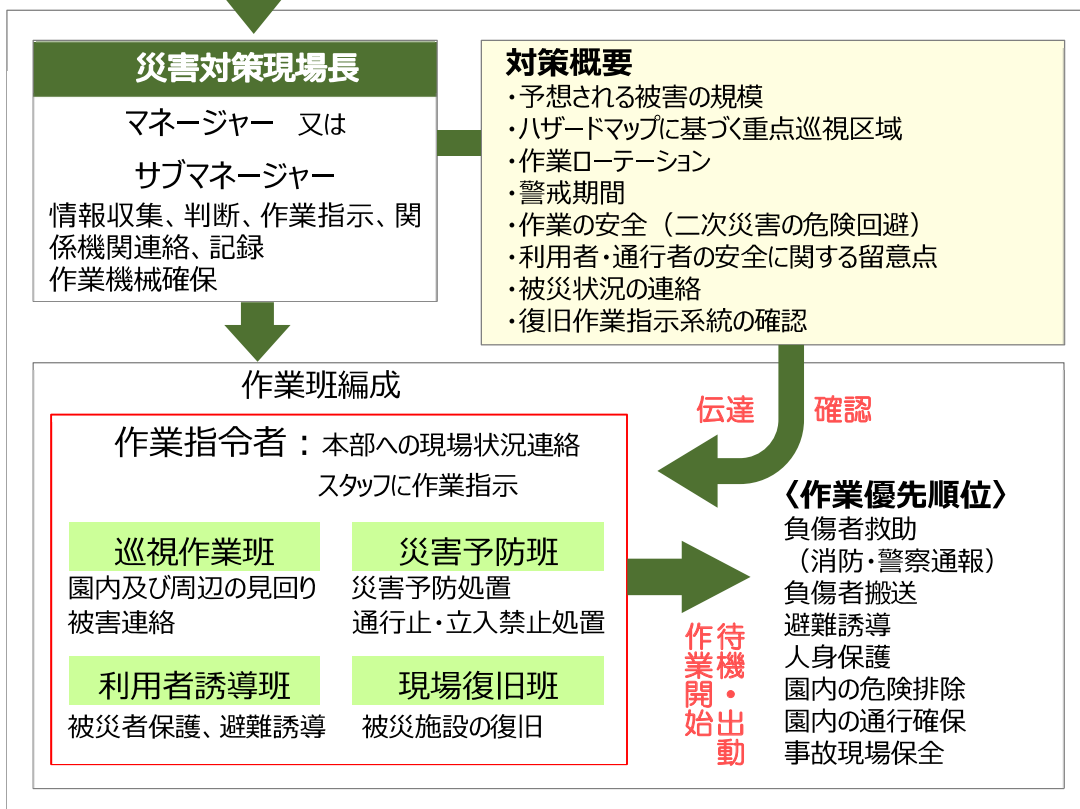 災害対策現場長
マネージャー　又は
サブマネージャー
情報収集、判断、作業指示、関
係機関連絡、記録
作業機械確保
対策概要
・予想される被害の規模
・ハザードマップに基づく重点巡視区域
・作業ローテーション
・警戒期間
・作業の安全（二次災害の危険回避）
・利用者・通行者の安全に関する留意点
・被災状況の連絡
・復旧作業指示系統の確認
作業班編成
伝達
確認
作業指令者：本部への現場状況連絡
スタッフに作業指示
巡視作業班
園内及び周辺の見回り
被害連絡
災害予防班
災害予防処置
通行止・立入禁止処置
利用者誘導班
被災者保護、避難誘導
現場復旧班
被災施設の復旧
待機・出動
作業開始
〈作業優先順位〉
負傷者救助
（消防・警察通報）
負傷者搬送
避難誘導
人身保護
園内の危険排除
園内の通行確保
事故現場保全